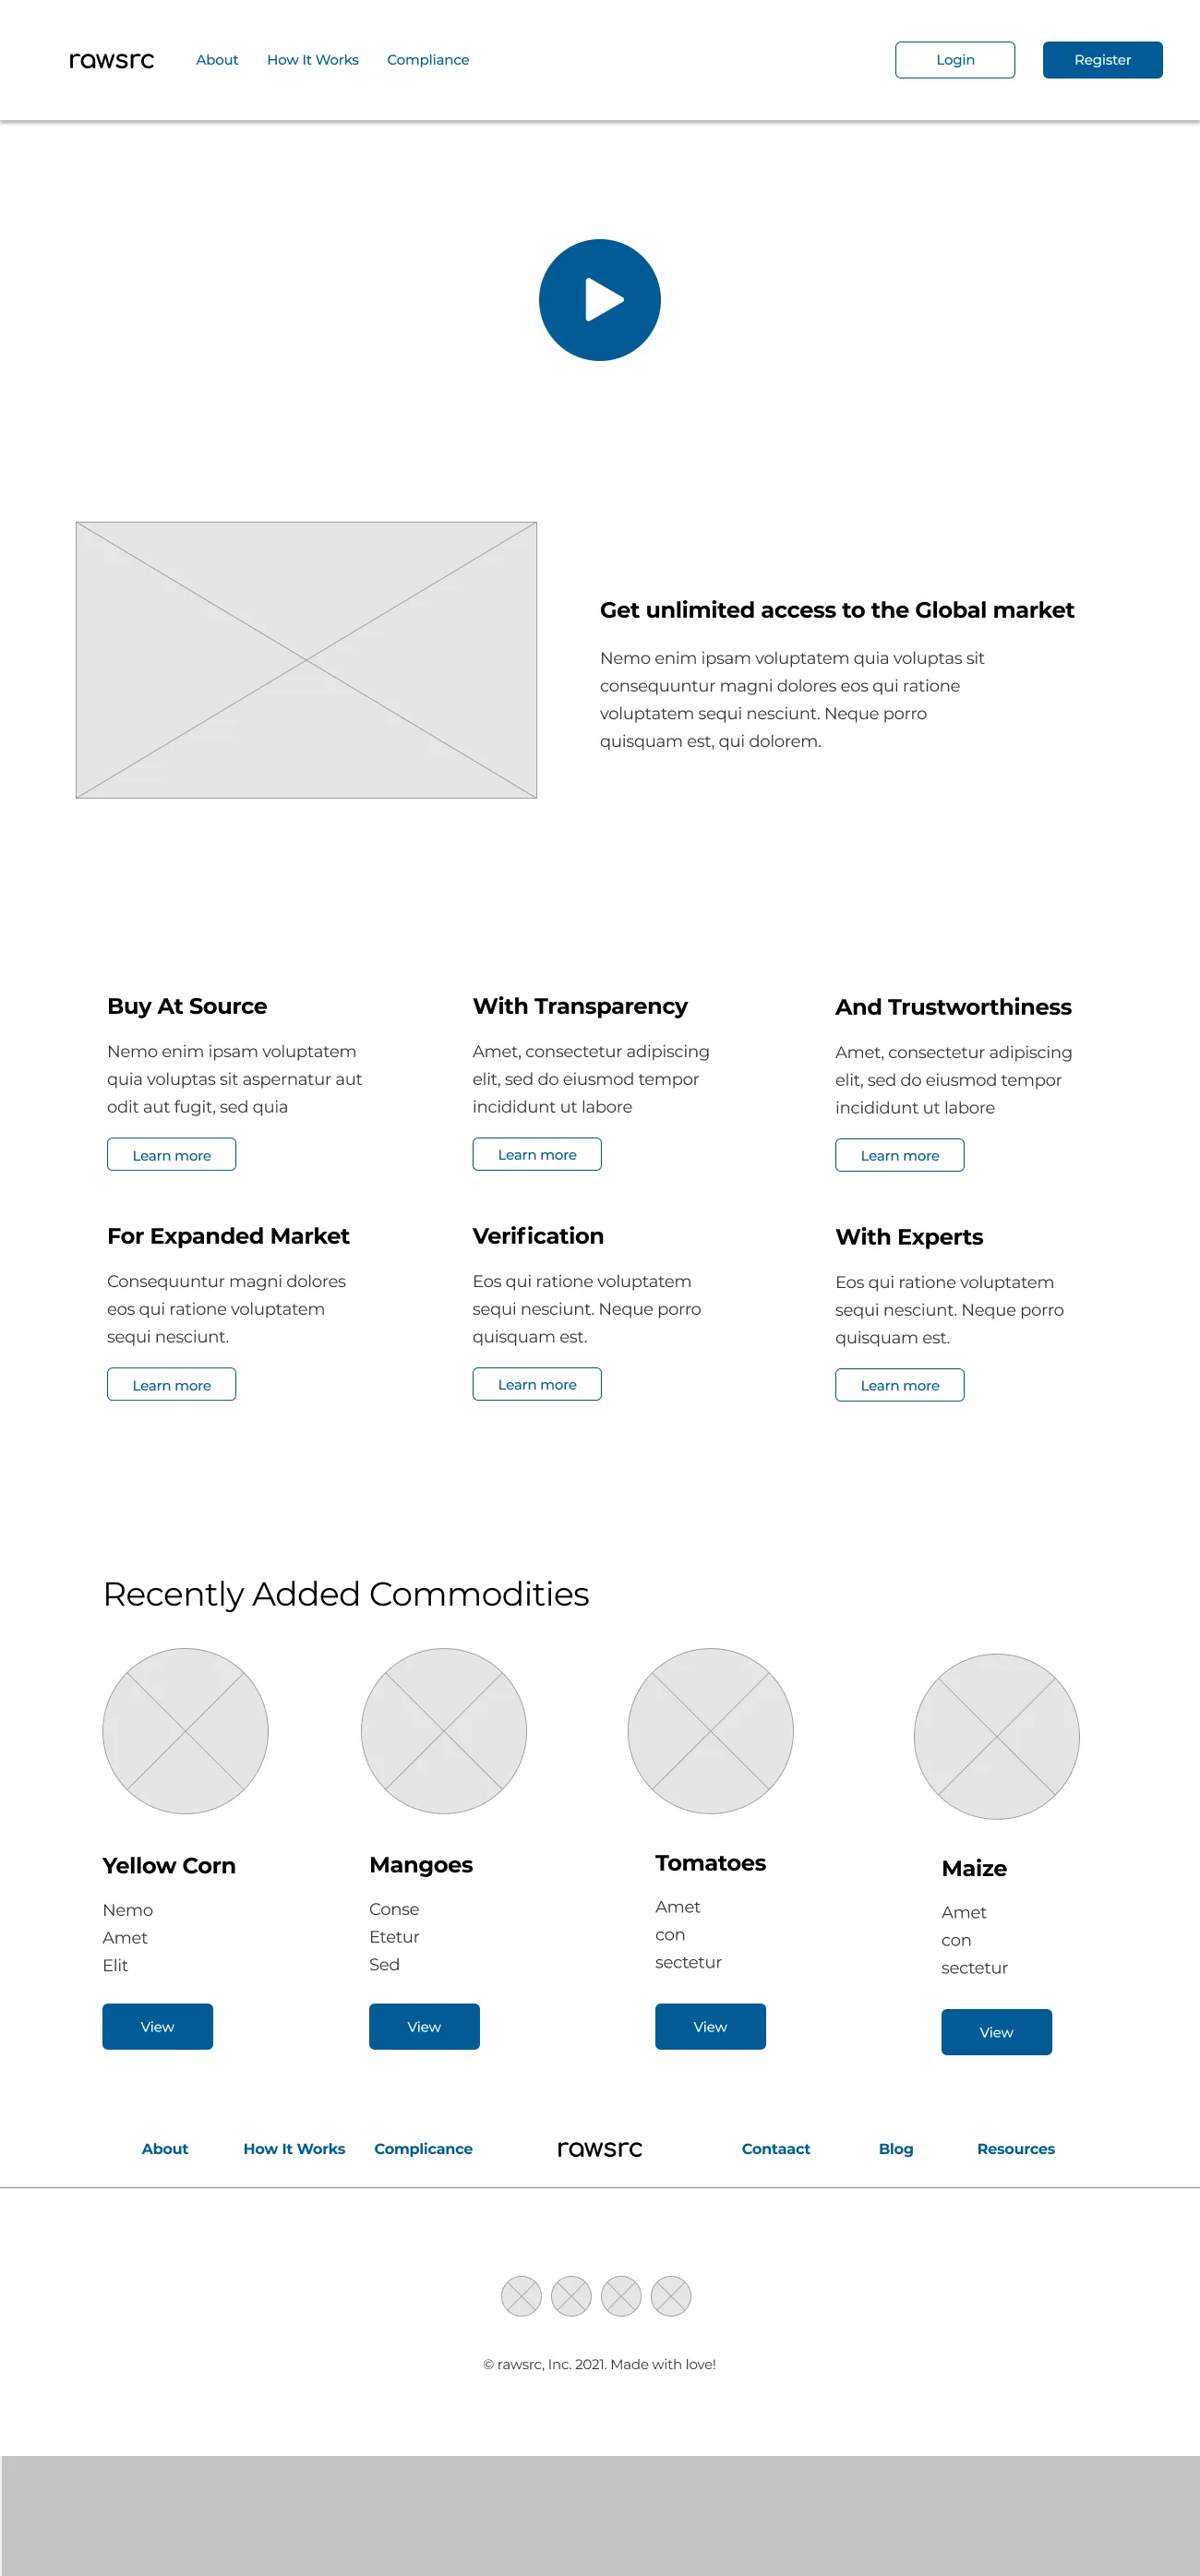 rawsrc About How It Works Compliance Login Register
Get unlimited access to the Global market
Nemo enim ipsam voluptatem quia voluptas sit
consequuntur magni dolores eos qui ratione
voluptatem sequi nesciunt. Neque porro
quisquam est, qui dolorem.
Buy At Source
Nemo enim ipsam voluptatem
quia voluptas sit aspernatur aut
odit aut fugit, sed quia
Learn more
With Transparency
Amet, consectetur adipiscing
elit, sed do eiusmod tempor
incididunt ut labore
Learn more
And Trustworthiness
Amet, consectetur adipiscing
elit, sed do eiusmod tempor
incididunt ut labore
Learn more
For Expanded Market
Consequuntur magni dolores
eos qui ratione voluptatem
sequi nesciunt.
Learn more
Verification
Eos qui ratione voluptatem
sequi nesciunt. Neque porro
quisquam est.
Learn more
With Experts
Eos qui ratione voluptatem
sequi nesciunt. Neque porro
quisquam est.
Learn more
Recently Added Commodities
Yellow Corn
Nemo
Amet
Elit
View
Mangoes
Conse
Etetur
Sed
View
Tomatoes
Amet
con
sectetur
View
Maize
Amet
con
sectetur
View
About How It Works Complicance rawsrc Contaact Blog Resources
© rawsrc, Inc. 2021. Made with love!